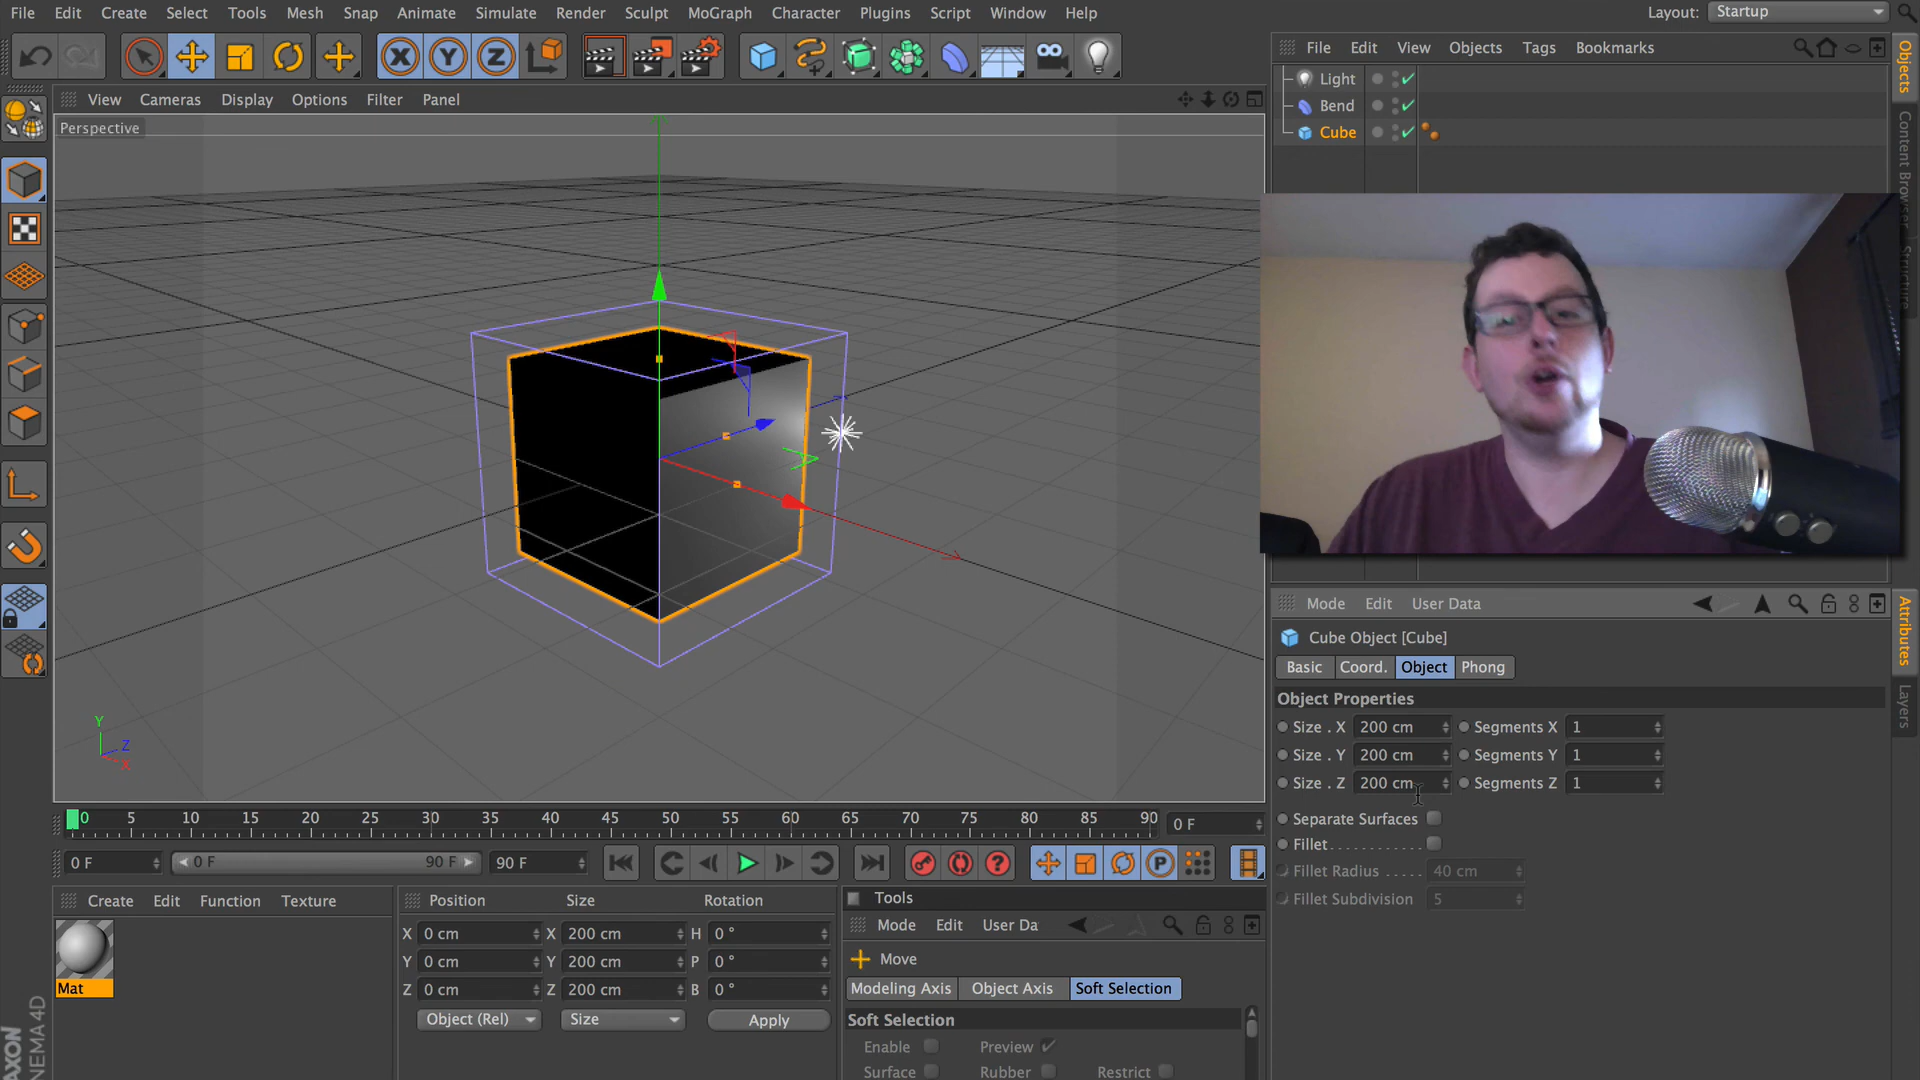 File Edit Create Select Tools Mesh Snap Animate Simulate Render Sculpt MoGraph Character Plugins Script Window Help Layout: Startup
X Y Z
File Edit View Objects Tags Bookmarks
View Cameras Display Options Filter Panel
Perspective
Light
Bend
Cube
Objects
Content Browser
Structure
Y
Z
X
Mode Edit User Data
Cube Object [Cube]
Basic Coord. Object Phong
Object Properties
Size . X 200 cm Segments X 1
Size . Y 200 cm Segments Y 1
Size . Z 200 cm Segments Z 1
Separate Surfaces
Fillet
Fillet Radius 40 cm
Fillet Subdivision 5
Attributes
Layers
0 5 10 15 20 25 30 35 40 45 50 55 60 65 70 75 80 85 90 0 F
0 F 0 F 90 F 90 F
P
Create Edit Function Texture
Mat
Position Size Rotation
X 0 cm X 200 cm H 0 °
Y 0 cm Y 200 cm P 0 °
Z 0 cm Z 200 cm B 0 °
Object (Rel) Size Apply
Tools
Mode Edit User Da
Move
Modeling Axis Object Axis Soft Selection
Soft Selection
Enable Preview
Surface Rubber Restrict
AXON
NEMA 4D